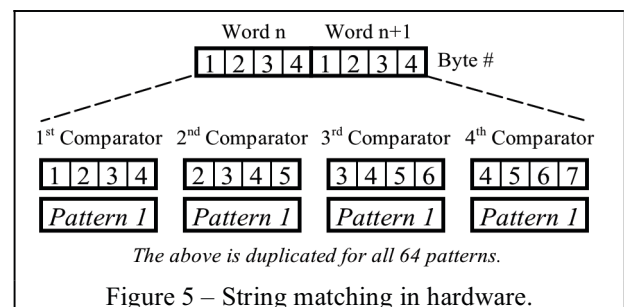 Word n Word n+1
1 2 3 4 1 2 3 4 Byte #
1st Comparator 2nd Comparator 3rd Comparator 4th Comparator
1 2 3 4 2 3 4 5 3 4 5 6 4 5 6 7
Pattern 1 Pattern 1 Pattern 1 Pattern 1
The above is duplicated for all 64 patterns.
Figure 5 – String matching in hardware.